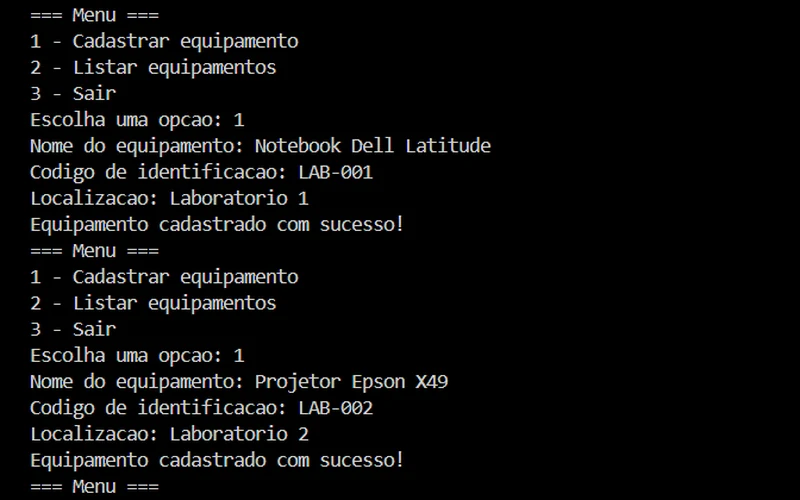 === Menu ===
1 - Cadastrar equipamento
2 - Listar equipamentos
3 - Sair
Escolha uma opcao: 1
Nome do equipamento: Notebook Dell Latitude
Codigo de identificacao: LAB-001
Localizacao: Laboratorio 1
Equipamento cadastrado com sucesso!
=== Menu ===
1 - Cadastrar equipamento
2 - Listar equipamentos
3 - Sair
Escolha uma opcao: 1
Nome do equipamento: Projetor Epson X49
Codigo de identificacao: LAB-002
Localizacao: Laboratorio 2
Equipamento cadastrado com sucesso!
=== Menu ===